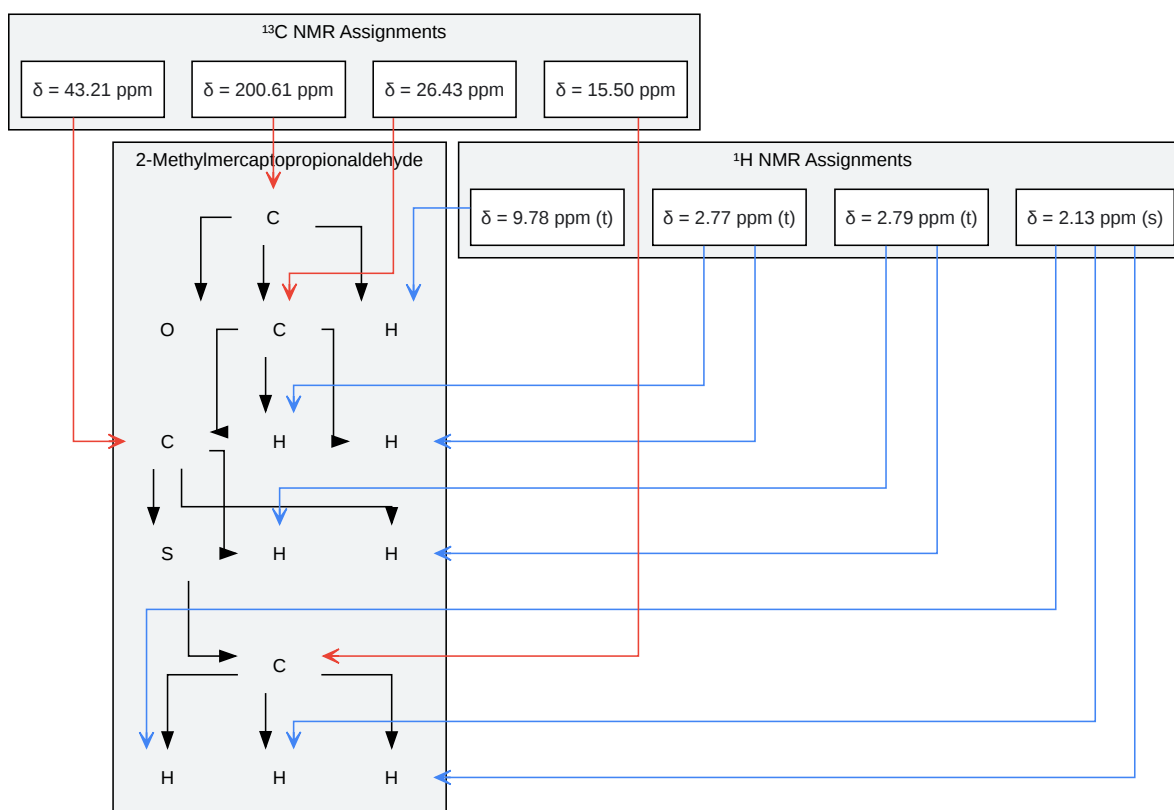 ¹³C NMR Assignments
δ = 43.21 ppm
δ = 200.61 ppm
δ = 26.43 ppm
δ = 15.50 ppm
2-Methylmercaptopropionaldehyde
¹H NMR Assignments
δ = 9.78 ppm (t)
δ = 2.77 ppm (t)
δ = 2.79 ppm (t)
δ = 2.13 ppm (s)
C
O C H
C H H
S H H
C
H H H